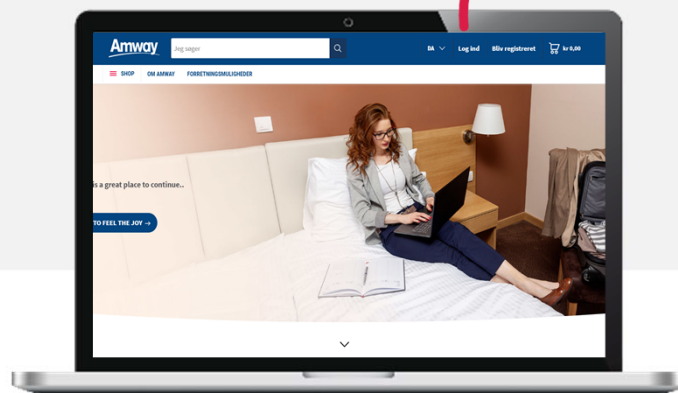 Amway
Jeg søger
DA
Log ind
Bliv registreret
kr 0,00
SHOP
OM AMWAY
FORRETNINGSMULIGHEDER
is a great place to continue..
TO FEEL THE JOY →